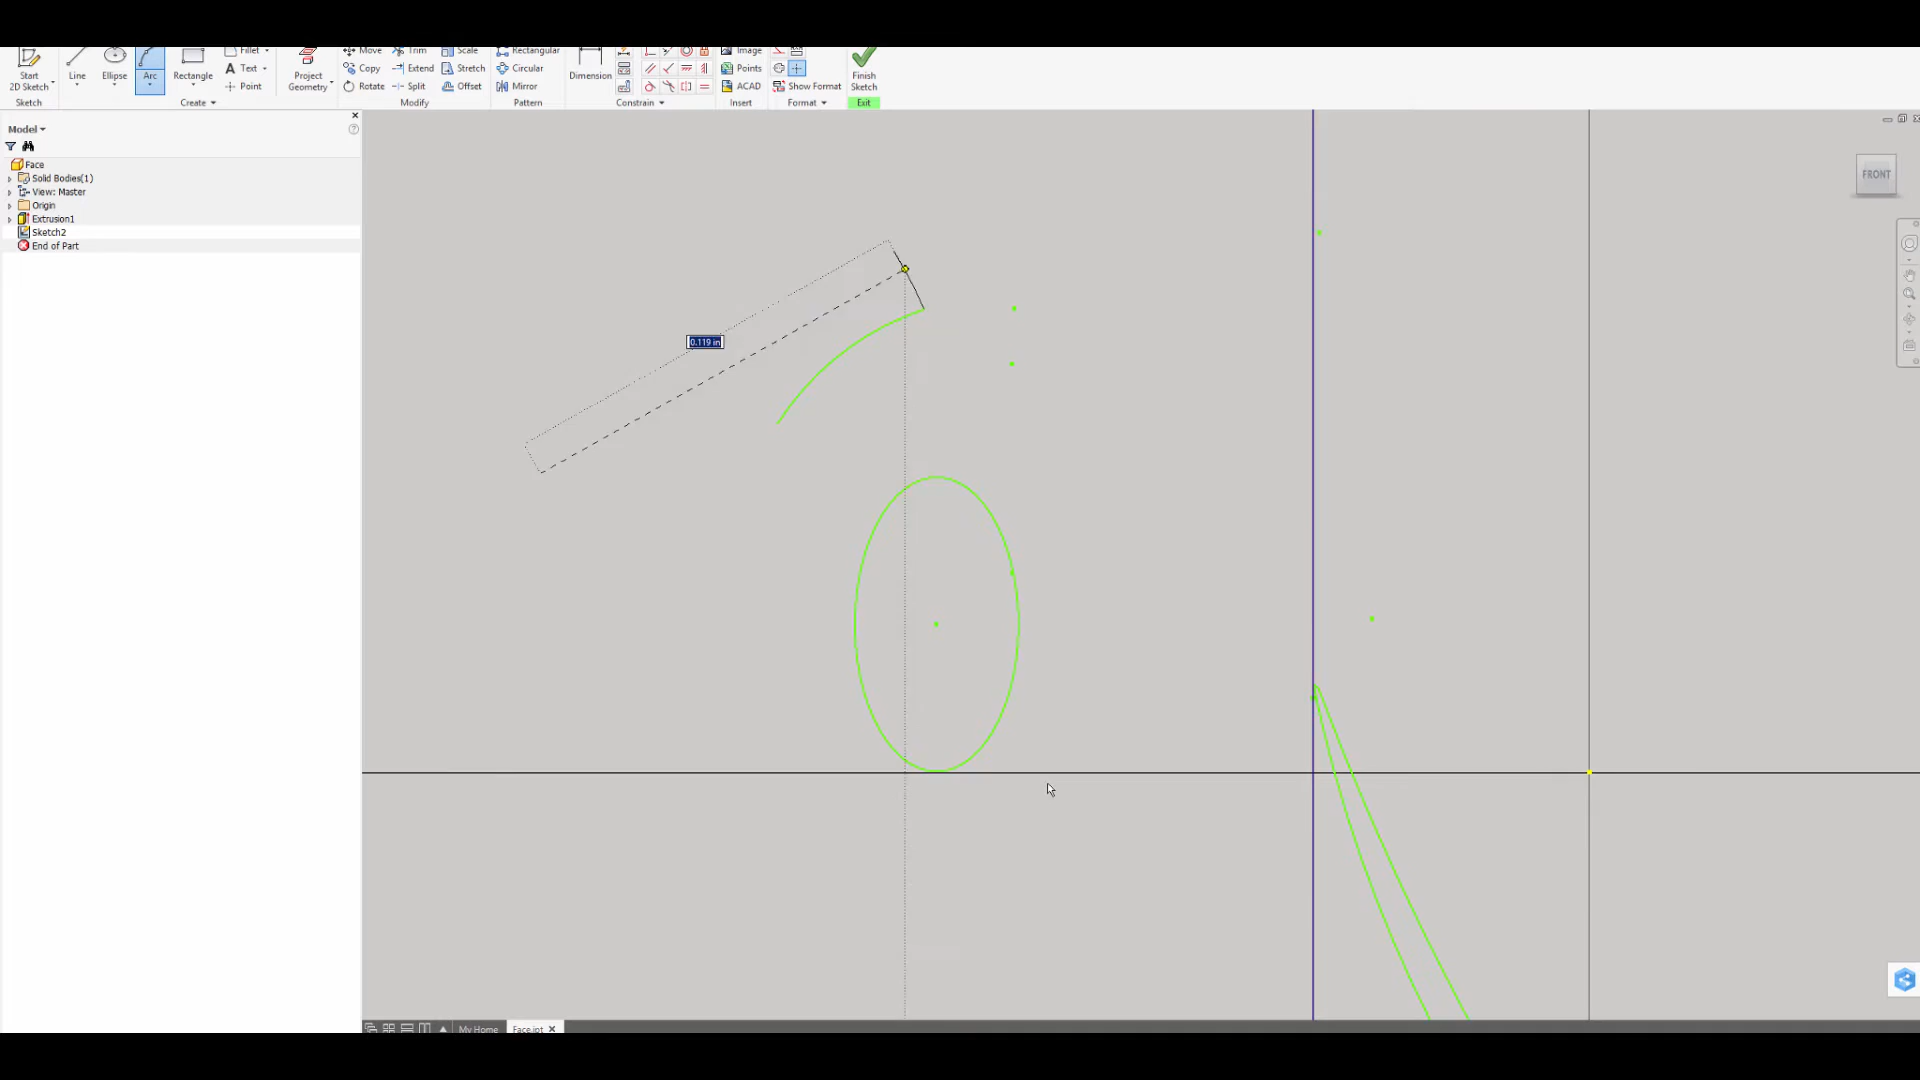 Fillet Move Trim Scale Rectangular Image
Start
2D Sketch Line Ellipse Arc Rectangle Text Project
Geometry Copy Extend Stretch Circular Dimension Points Finish
Sketch
Point Rotate Split Offset Mirror ACAD Show Format
Sketch Create Modify Pattern Constrain Insert Format Exit
Model
FRONT
Face
Solid Bodies(1)
View: Master
Origin
Extrusion1
Sketch2
End of Part
0.119 in
My Home Face.ipt